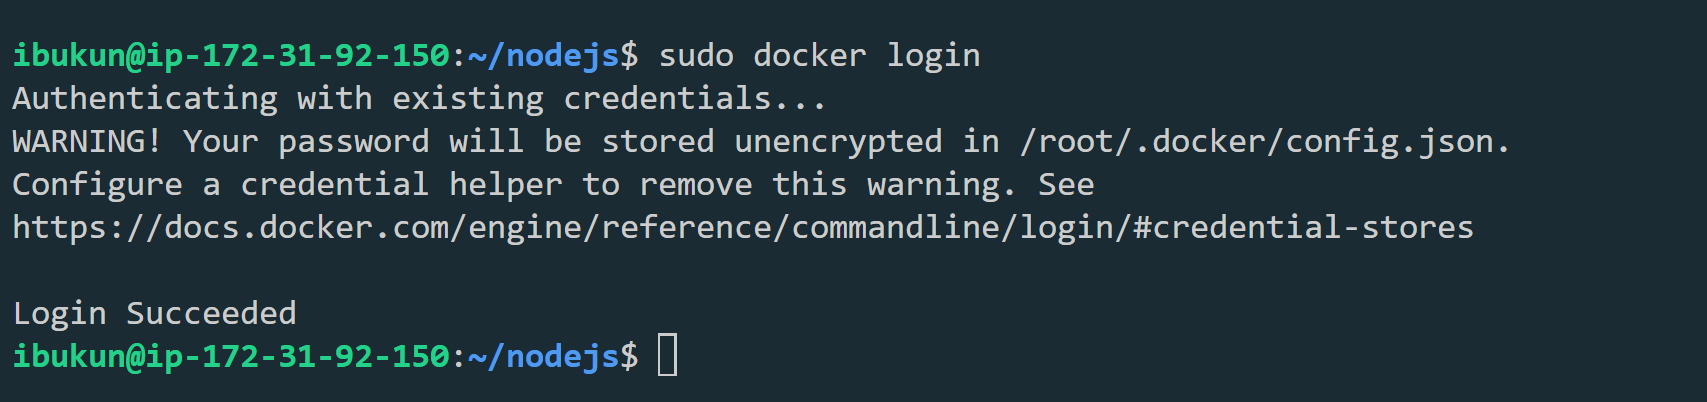 ibukun@ip-172-31-92-150:~/nodejs$ sudo docker login
Authenticating with existing credentials...
WARNING! Your password will be stored unencrypted in /root/.docker/config.json.
Configure a credential helper to remove this warning. See
https://docs.docker.com/engine/reference/commandline/login/#credential-stores
Login Succeeded
ibukun@ip-172-31-92-150:~/nodejs$